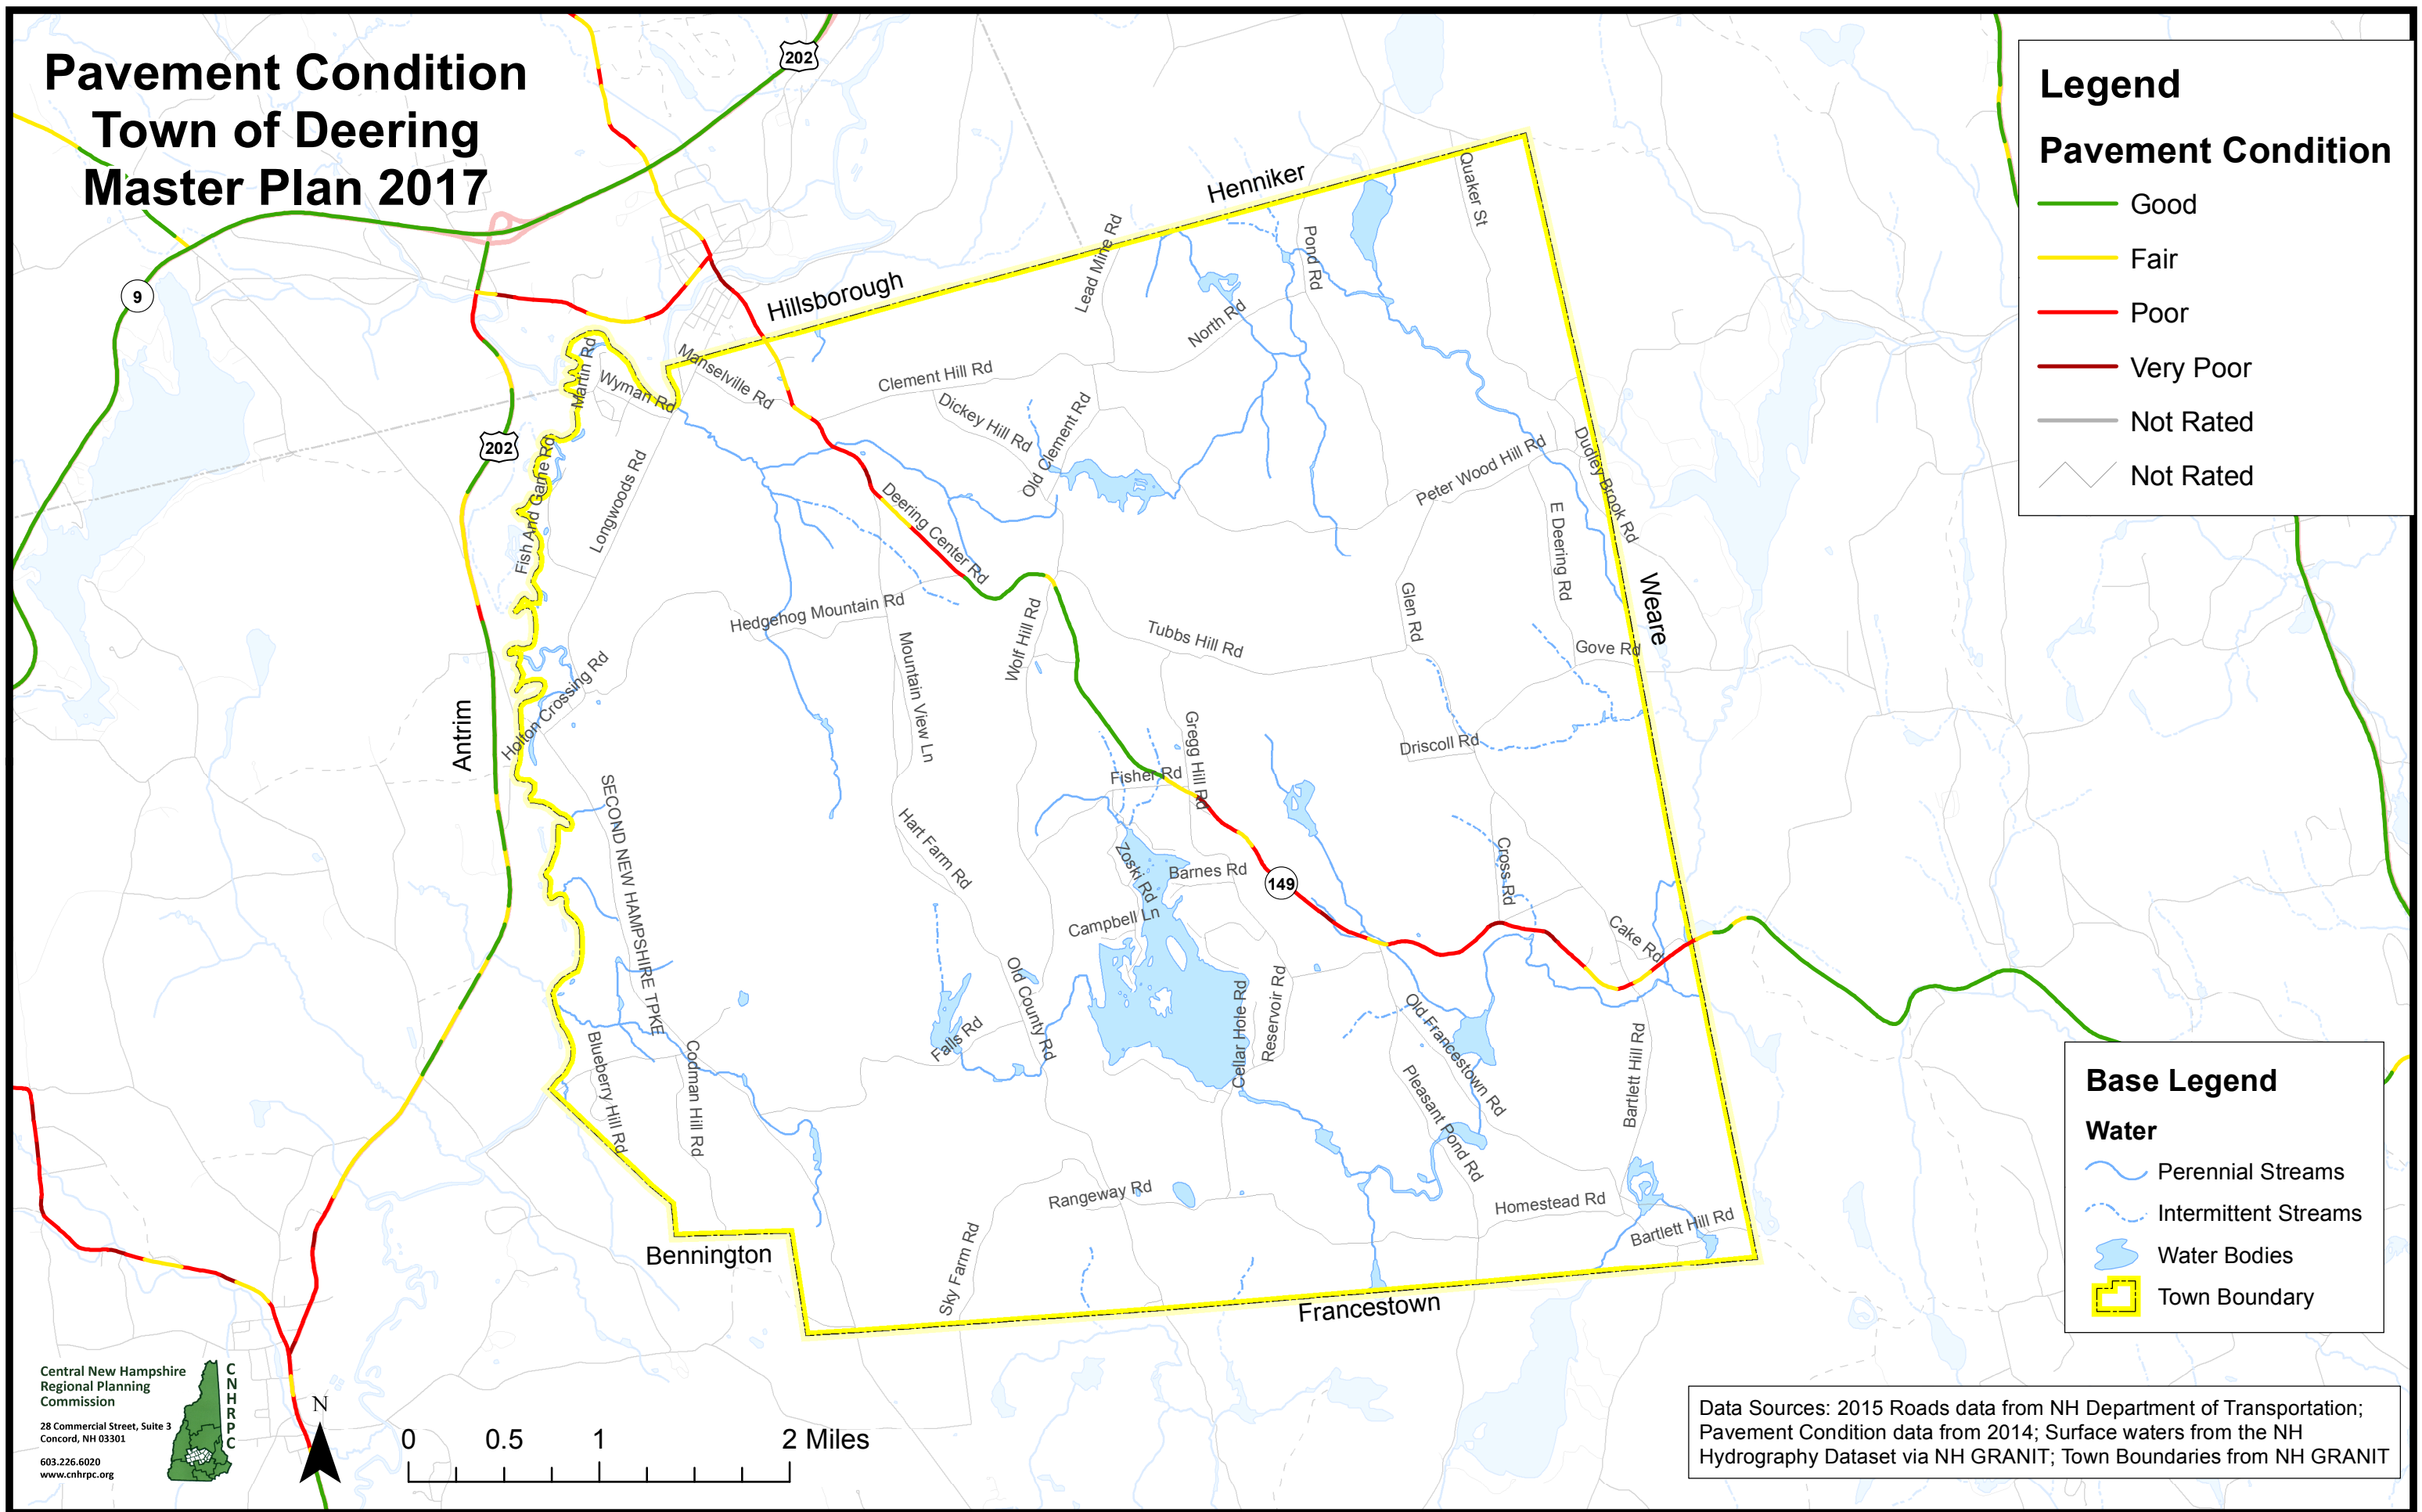 Pavement Condition
Town of Deering
Master Plan 2017
202
9
202
149
Legend
Pavement Condition
Good
Fair
Poor
Very Poor
Not Rated
Not Rated
Henniker
Hillsborough
Weare
Antrim
Bennington
Francestown
Quaker St
Pond Rd
Lead Mine Rd
North Rd
Martin Rd
Manselville Rd
Wyman Rd
Clement Hill Rd
Dickey Hill Rd
Old Clement Rd
Longwoods Rd
Fish And Game Rd
Deering Center Rd
Peter Wood Hill Rd
Dudley Brook Rd
E Deering Rd
Glen Rd
Hedgehog Mountain Rd
Wolf Hill Rd
Tubbs Hill Rd
Gove Rd
Mountain View Ln
Holton Crossing Rd
Gregg Hill Rd
Driscoll Rd
Fisher Rd
SECOND NEW HAMPSHIRE TPKE
Hart Farm Rd
Zoski Rd
Barnes Rd
Cross Rd
Campbell Ln
Cake Rd
Old County Rd
Cellar Hole Rd
Reservoir Rd
Old Francestown Rd
Falls Rd
Blueberry Hill Rd
Codman Hill Rd
Pleasant Pond Rd
Bartlett Hill Rd
Rangeway Rd
Homestead Rd
Bartlett Hill Rd
Sky Farm Rd
Base Legend
Water
Perennial Streams
Intermittent Streams
Water Bodies
Town Boundary
Central New Hampshire
Regional Planning
Commission
28 Commercial Street, Suite 3
Concord, NH 03301
603.226.6020
www.cnhrpc.org
C
N
H
R
P
C
N
0 0.5 1 2 Miles
Data Sources: 2015 Roads data from NH Department of Transportation;
Pavement Condition data from 2014; Surface waters from the NH
Hydrography Dataset via NH GRANIT; Town Boundaries from NH GRANIT